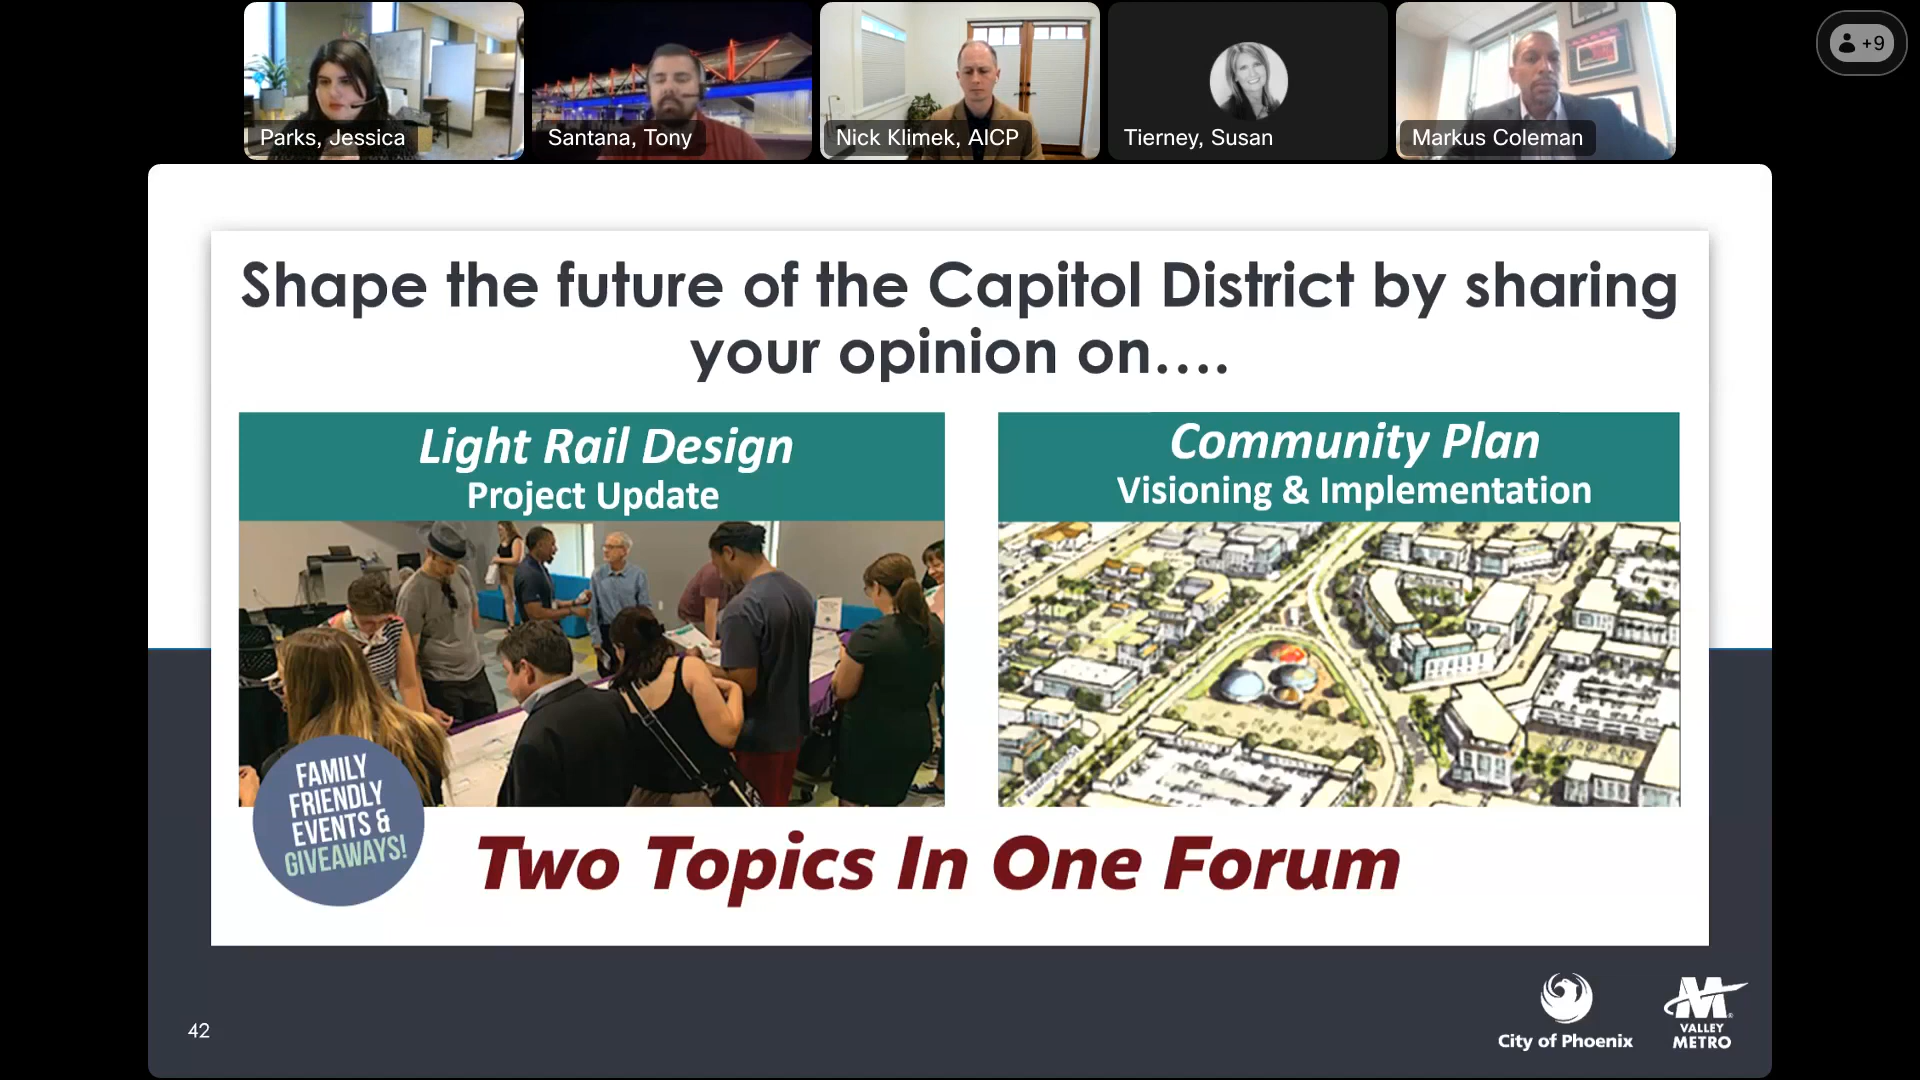 Parks, Jessica
Santana, Tony
Nick Klimek, AICP
Tierney, Susan
Markus Coleman
+9
Shape the future of the Capitol District by sharing
your opinion on….
Light Rail Design
Project Update
Community Plan
Visioning & Implementation
FAMILY
FRIENDLY
EVENTS &
GIVEAWAYS!
Two Topics In One Forum
42
City of Phoenix
VALLEY
METRO